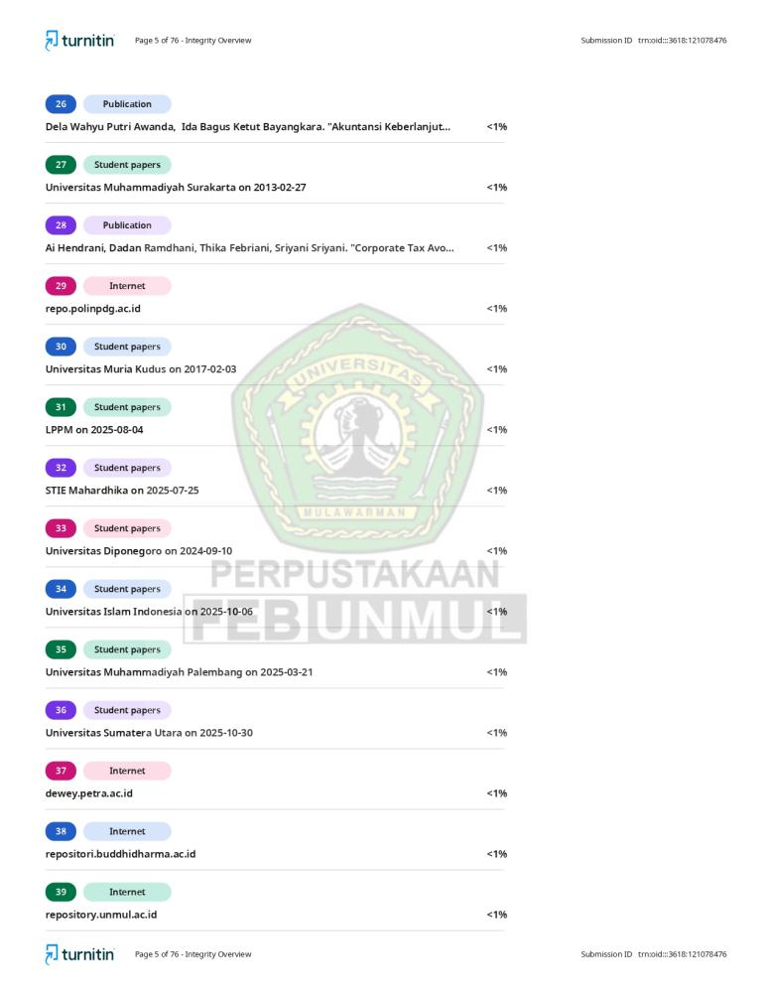 turnitin Page 5 of 76 - Integrity Overview Submission ID trn:oid:::3618:121078476
26 Publication
Dela Wahyu Putri Awanda,  Ida Bagus Ketut Bayangkara. "Akuntansi Keberlanjut... <1%
27 Student papers
Universitas Muhammadiyah Surakarta on 2013-02-27 <1%
28 Publication
Ai Hendrani, Dadan Ramdhani, Thika Febriani, Sriyani Sriyani. "Corporate Tax Avo... <1%
29 Internet
repo.polinpdg.ac.id <1%
30 Student papers
Universitas Muria Kudus on 2017-02-03 <1%
31 Student papers
LPPM on 2025-08-04 <1%
32 Student papers
STIE Mahardhika on 2025-07-25 <1%
33 Student papers
Universitas Diponegoro on 2024-09-10 <1%
34 Student papers
Universitas Islam Indonesia on 2025-10-06 <1%
35 Student papers
Universitas Muhammadiyah Palembang on 2025-03-21 <1%
36 Student papers
Universitas Sumatera Utara on 2025-10-30 <1%
37 Internet
dewey.petra.ac.id <1%
38 Internet
repositori.buddhidharma.ac.id <1%
39 Internet
repository.unmul.ac.id <1%
UNIVERSITAS
MULAWARMAN
PERPUSTAKAAN
FEB UNMUL
turnitin Page 5 of 76 - Integrity Overview Submission ID trn:oid:::3618:121078476